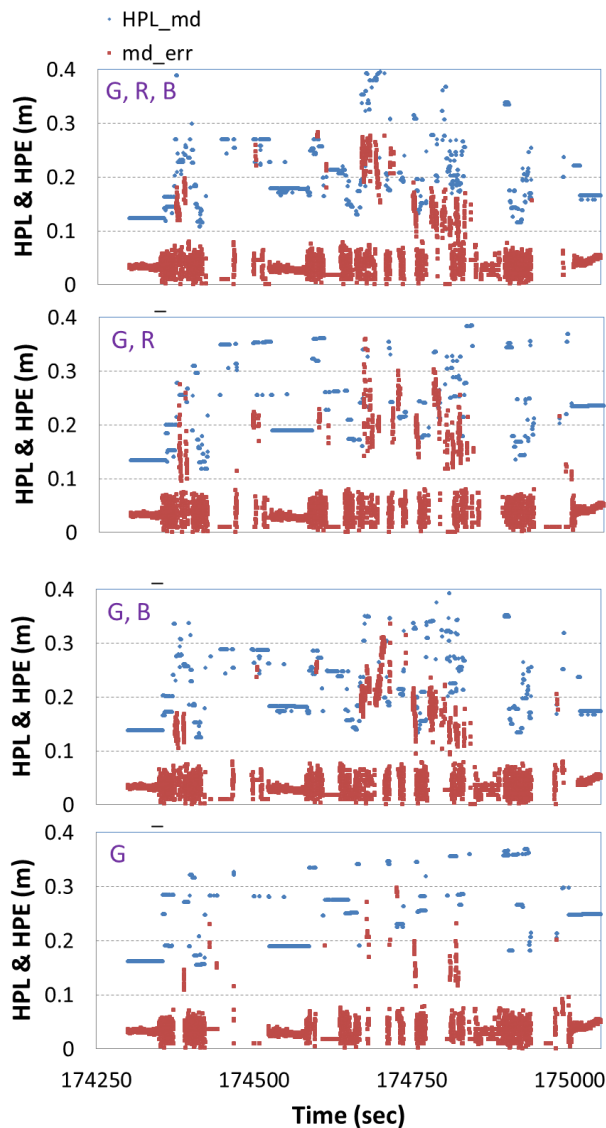 HPL_md
md_err
0.4
0.3
0.2
0.1
0
HPL & HPE (m)
G, R, B
0.4
0.3
0.2
0.1
0
HPL & HPE (m)
G, R
0.4
0.3
0.2
0.1
0
HPL & HPE (m)
G, B
0.4
0.3
0.2
0.1
0
HPL & HPE (m)
G
174250 174500 174750 175000
Time (sec)